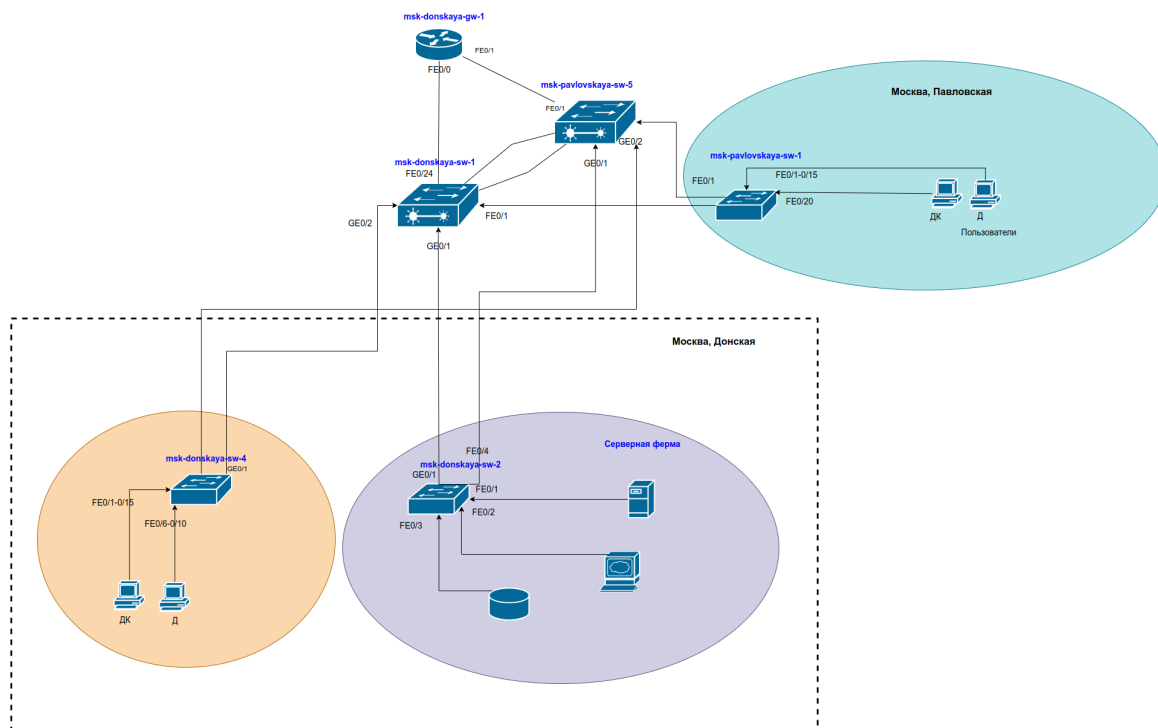 msk-donskaya-gw-1
FE0/1
FE0/0
msk-pavlovskaya-sw-5
FE0/1
GE0/2
GE0/1
Москва, Павловская
msk-pavlovskaya-sw-1
FE0/1-0/15
FE0/1
FE0/20
ДК
Д
Пользователи
msk-donskaya-sw-1
FE0/24
GE0/2
FE0/1
GE0/1
Москва, Донская
msk-donskaya-sw-4
GE0/1
FE0/1-0/15
FE0/6-0/10
ДК
Д
Серверная ферма
FE0/4
msk-donskaya-sw-2
GE0/1
FE0/1
FE0/2
FE0/3